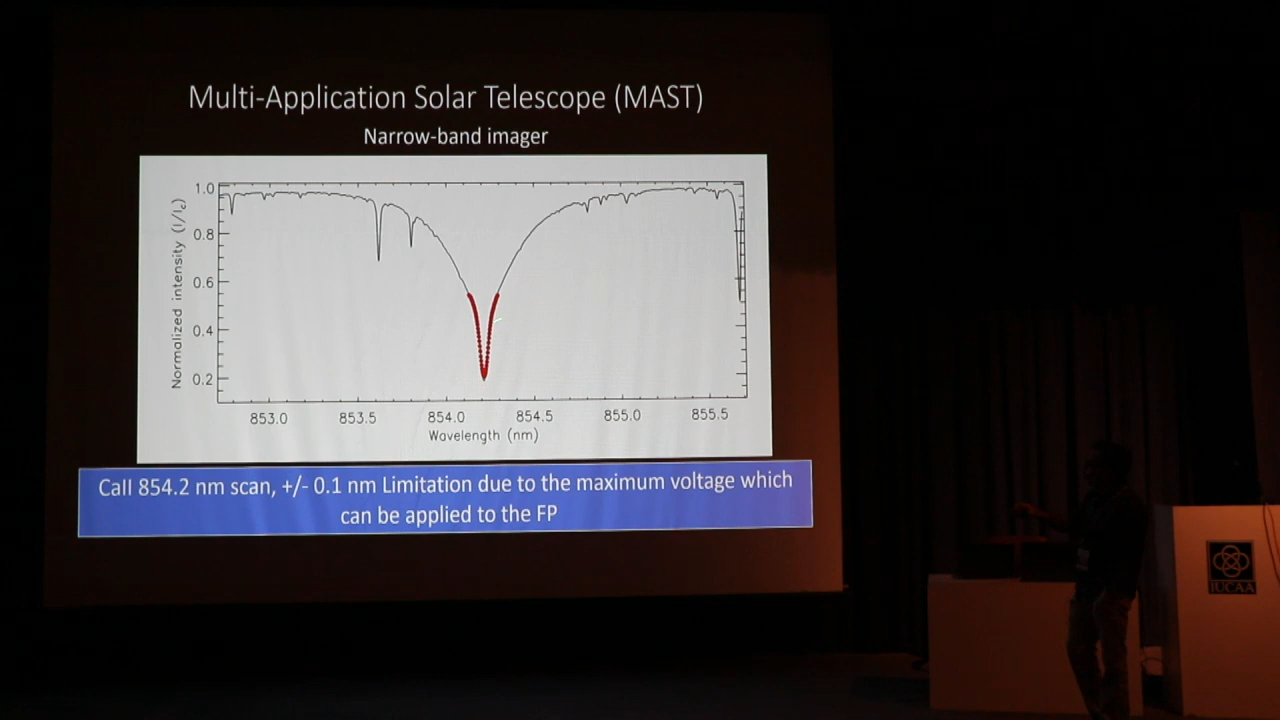 Multi-Application Solar Telescope (MAST)
Narrow-band imager
Normalized intensity (I/Ic)
1.0
0.8
0.6
0.4
0.2
853.0 853.5 854.0 854.5 855.0 855.5
Wavelength (nm)
Call 854.2 nm scan, +/- 0.1 nm Limitation due to the maximum voltage which
can be applied to the FP
IUCAA